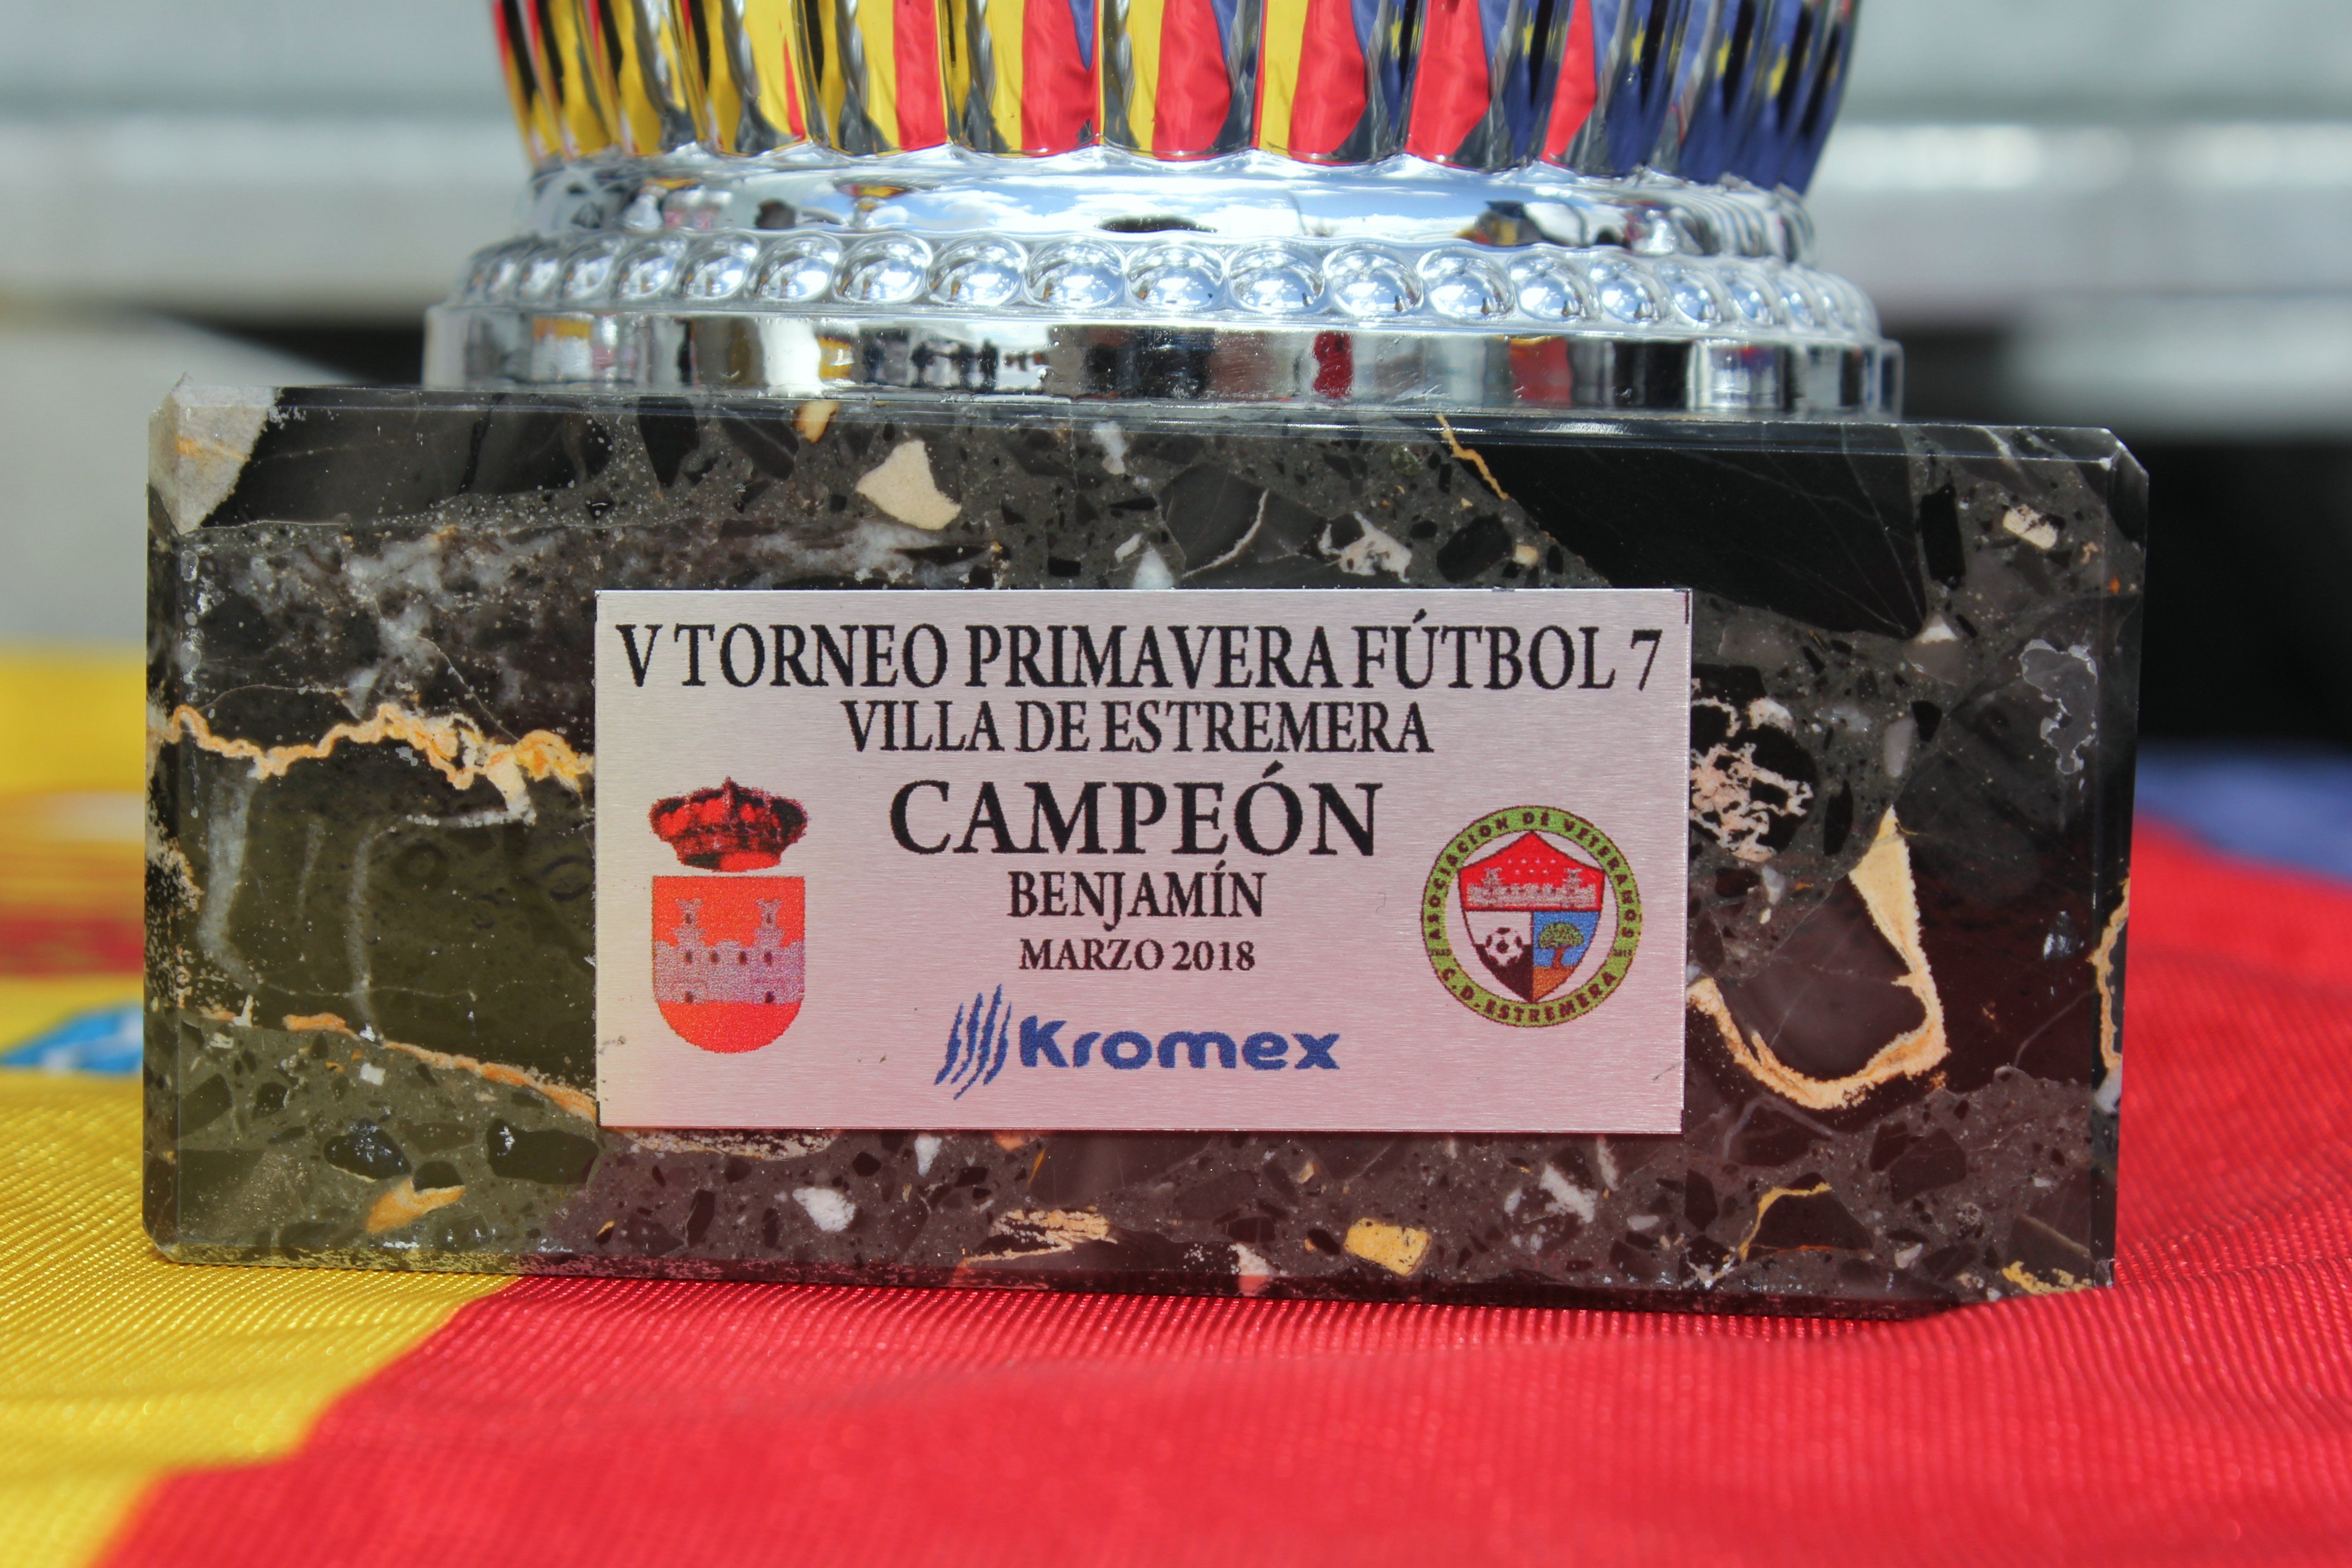 V TORNEO PRIMAVERA FÚTBOL 7
VILLA DE ESTREMERA
CAMPEÓN
BENJAMÍN
MARZO 2018
Kromex
ASOCIACIÓN DE VETERANOS
C.D. ESTREMERA